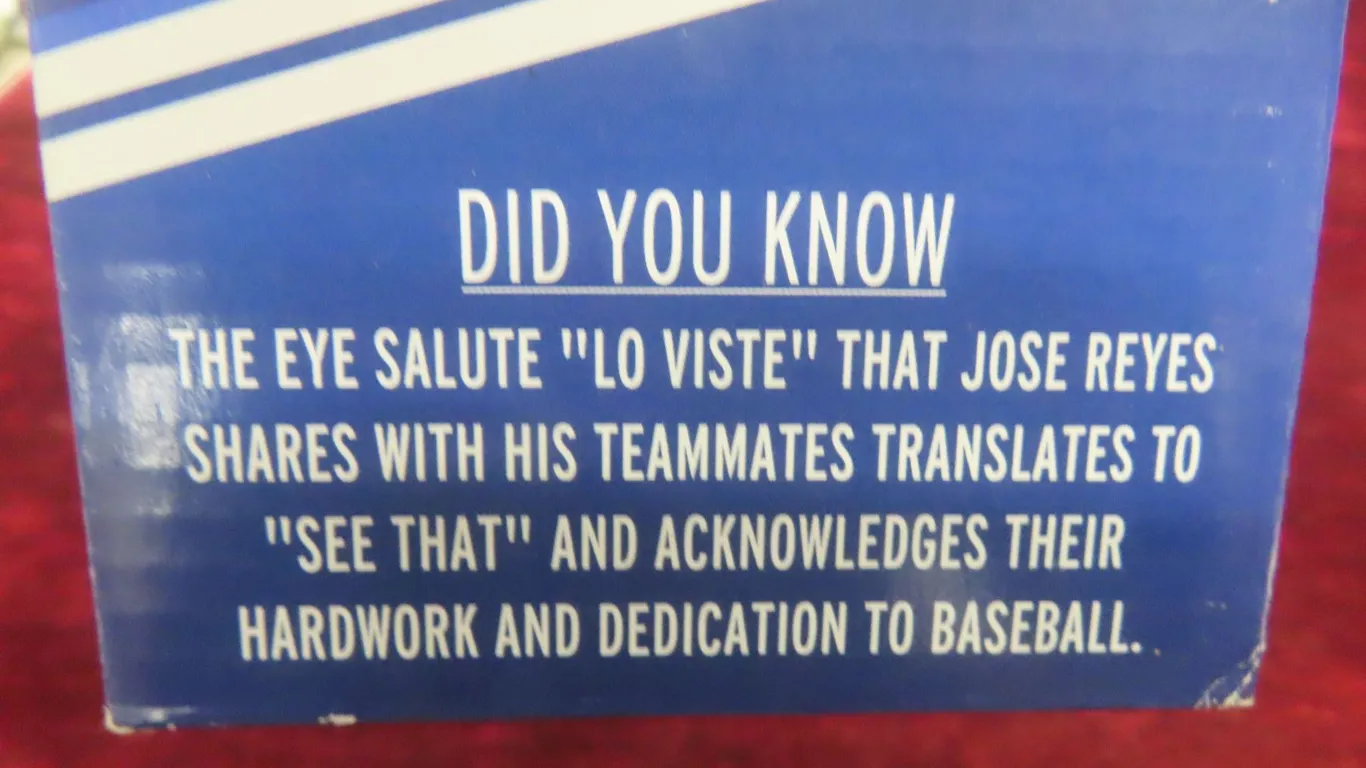 DID YOU KNOW
THE EYE SALUTE "LO VISTE" THAT JOSE REYES
SHARES WITH HIS TEAMMATES TRANSLATES TO
"SEE THAT" AND ACKNOWLEDGES THEIR
HARDWORK AND DEDICATION TO BASEBALL.